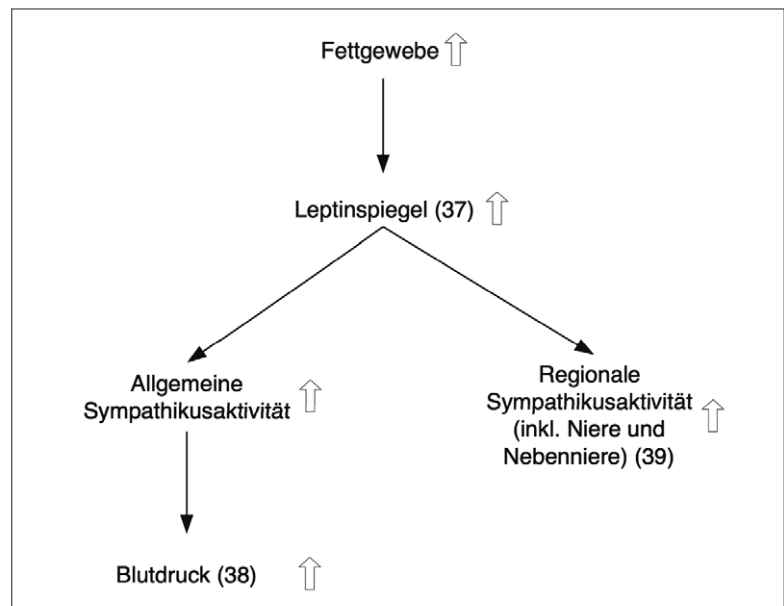 Fettgewebe
Leptinspiegel (37)
Allgemeine
Sympathikusaktivität
Regionale
Sympathikusaktivität
(inkl. Niere und
Nebenniere) (39)
Blutdruck (38)